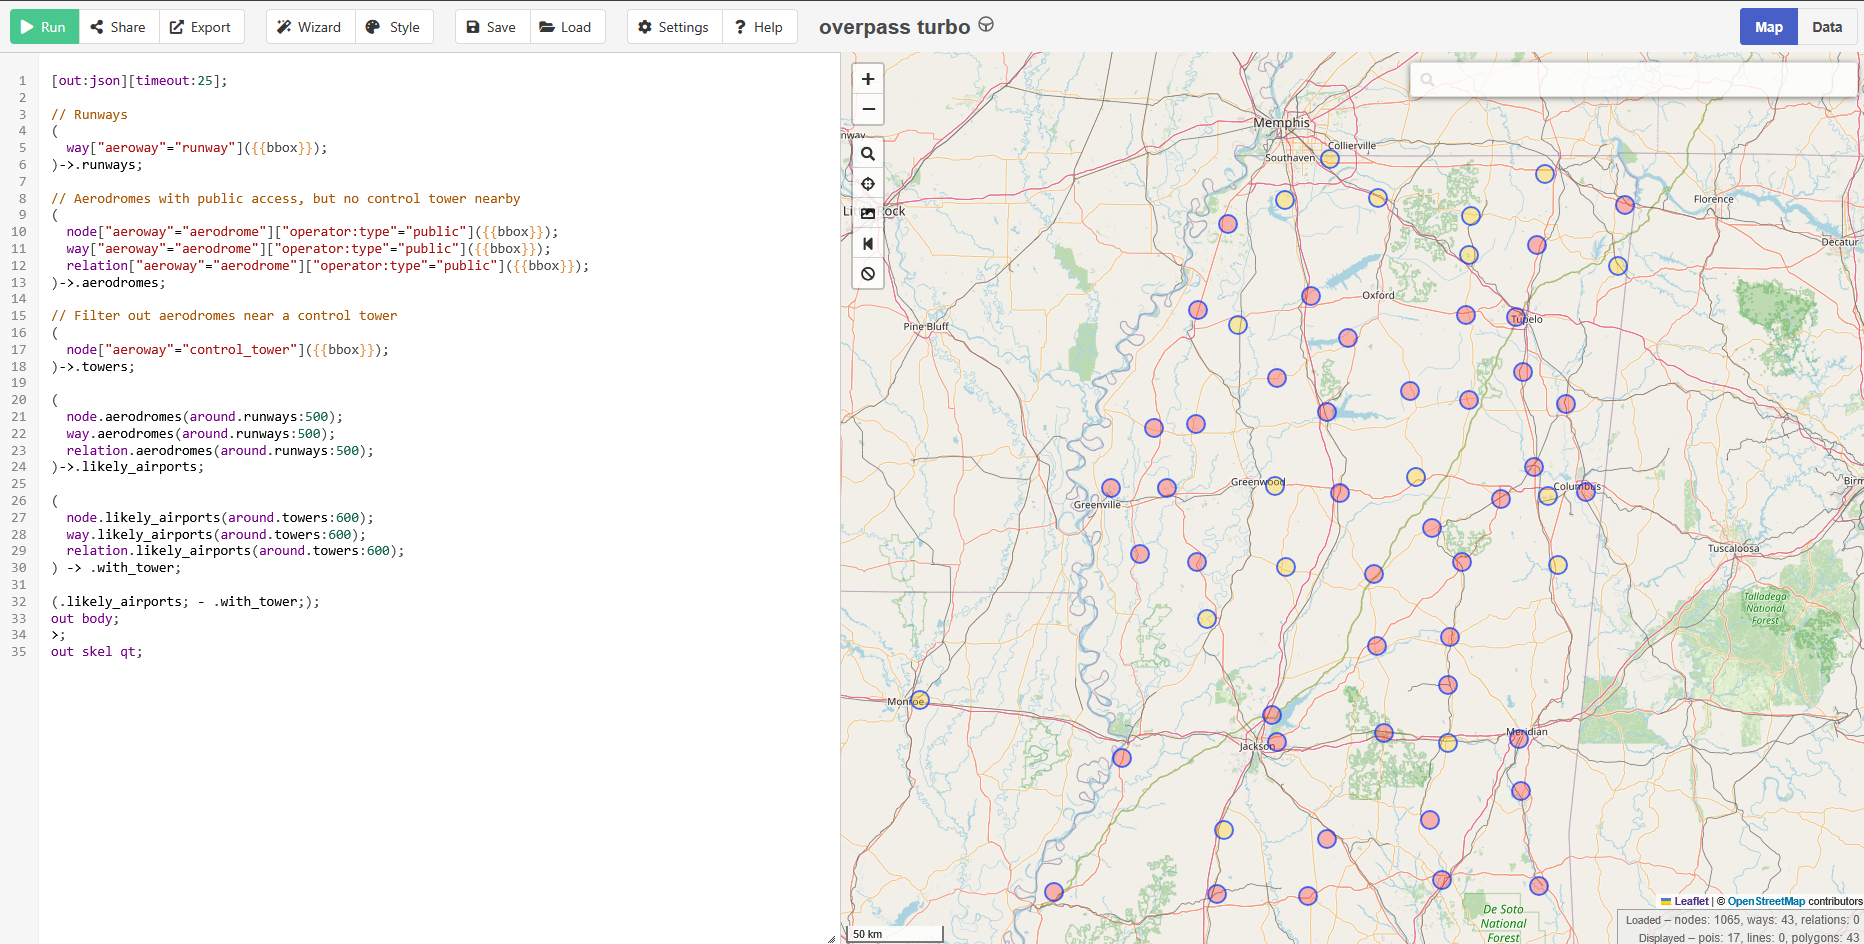 Run Share Export Wizard Style Save Load Settings Help overpass turbo Map Data
1 [out:json][timeout:25];
2
3 // Runways
4 (
5 way["aeroway"="runway"]({{bbox}});
6 )->.runways;
7
8 // Aerodromes with public access, but no control tower nearby
9 (
10 node["aeroway"="aerodrome"]["operator:type"="public"]({{bbox}});
11 way["aeroway"="aerodrome"]["operator:type"="public"]({{bbox}});
12 relation["aeroway"="aerodrome"]["operator:type"="public"]({{bbox}});
13 )->.aerodromes;
14
15 // Filter out aerodromes near a control tower
16 (
17 node["aeroway"="control_tower"]({{bbox}});
18 )->.towers;
19
20 (
21 node.aerodromes(around.runways:500);
22 way.aerodromes(around.runways:500);
23 relation.aerodromes(around.runways:500);
24 )->.likely_airports;
25
26 (
27 node.likely_airports(around.towers:600);
28 way.likely_airports(around.towers:600);
29 relation.likely_airports(around.towers:600);
30 ) -> .with_tower;
31
32 (.likely_airports; - .with_tower;);
33 out body;
34 >;
35 out skel qt;
+
−
Memphis
Collierville
Southaven
nway
Florence
Decatur
Oxford
Pine Bluff
Tupelo
Greenwood
Columbus
Birm
Greenville
Tuscaloosa
Talladega
National
Forest
Monroe
Meridian
Jackson
De Soto
National
Forest
50 km
Leaflet | © OpenStreetMap contributors
Loaded – nodes: 1065, ways: 43, relations: 0
Displayed – pois: 17, lines: 0, polygons: 43